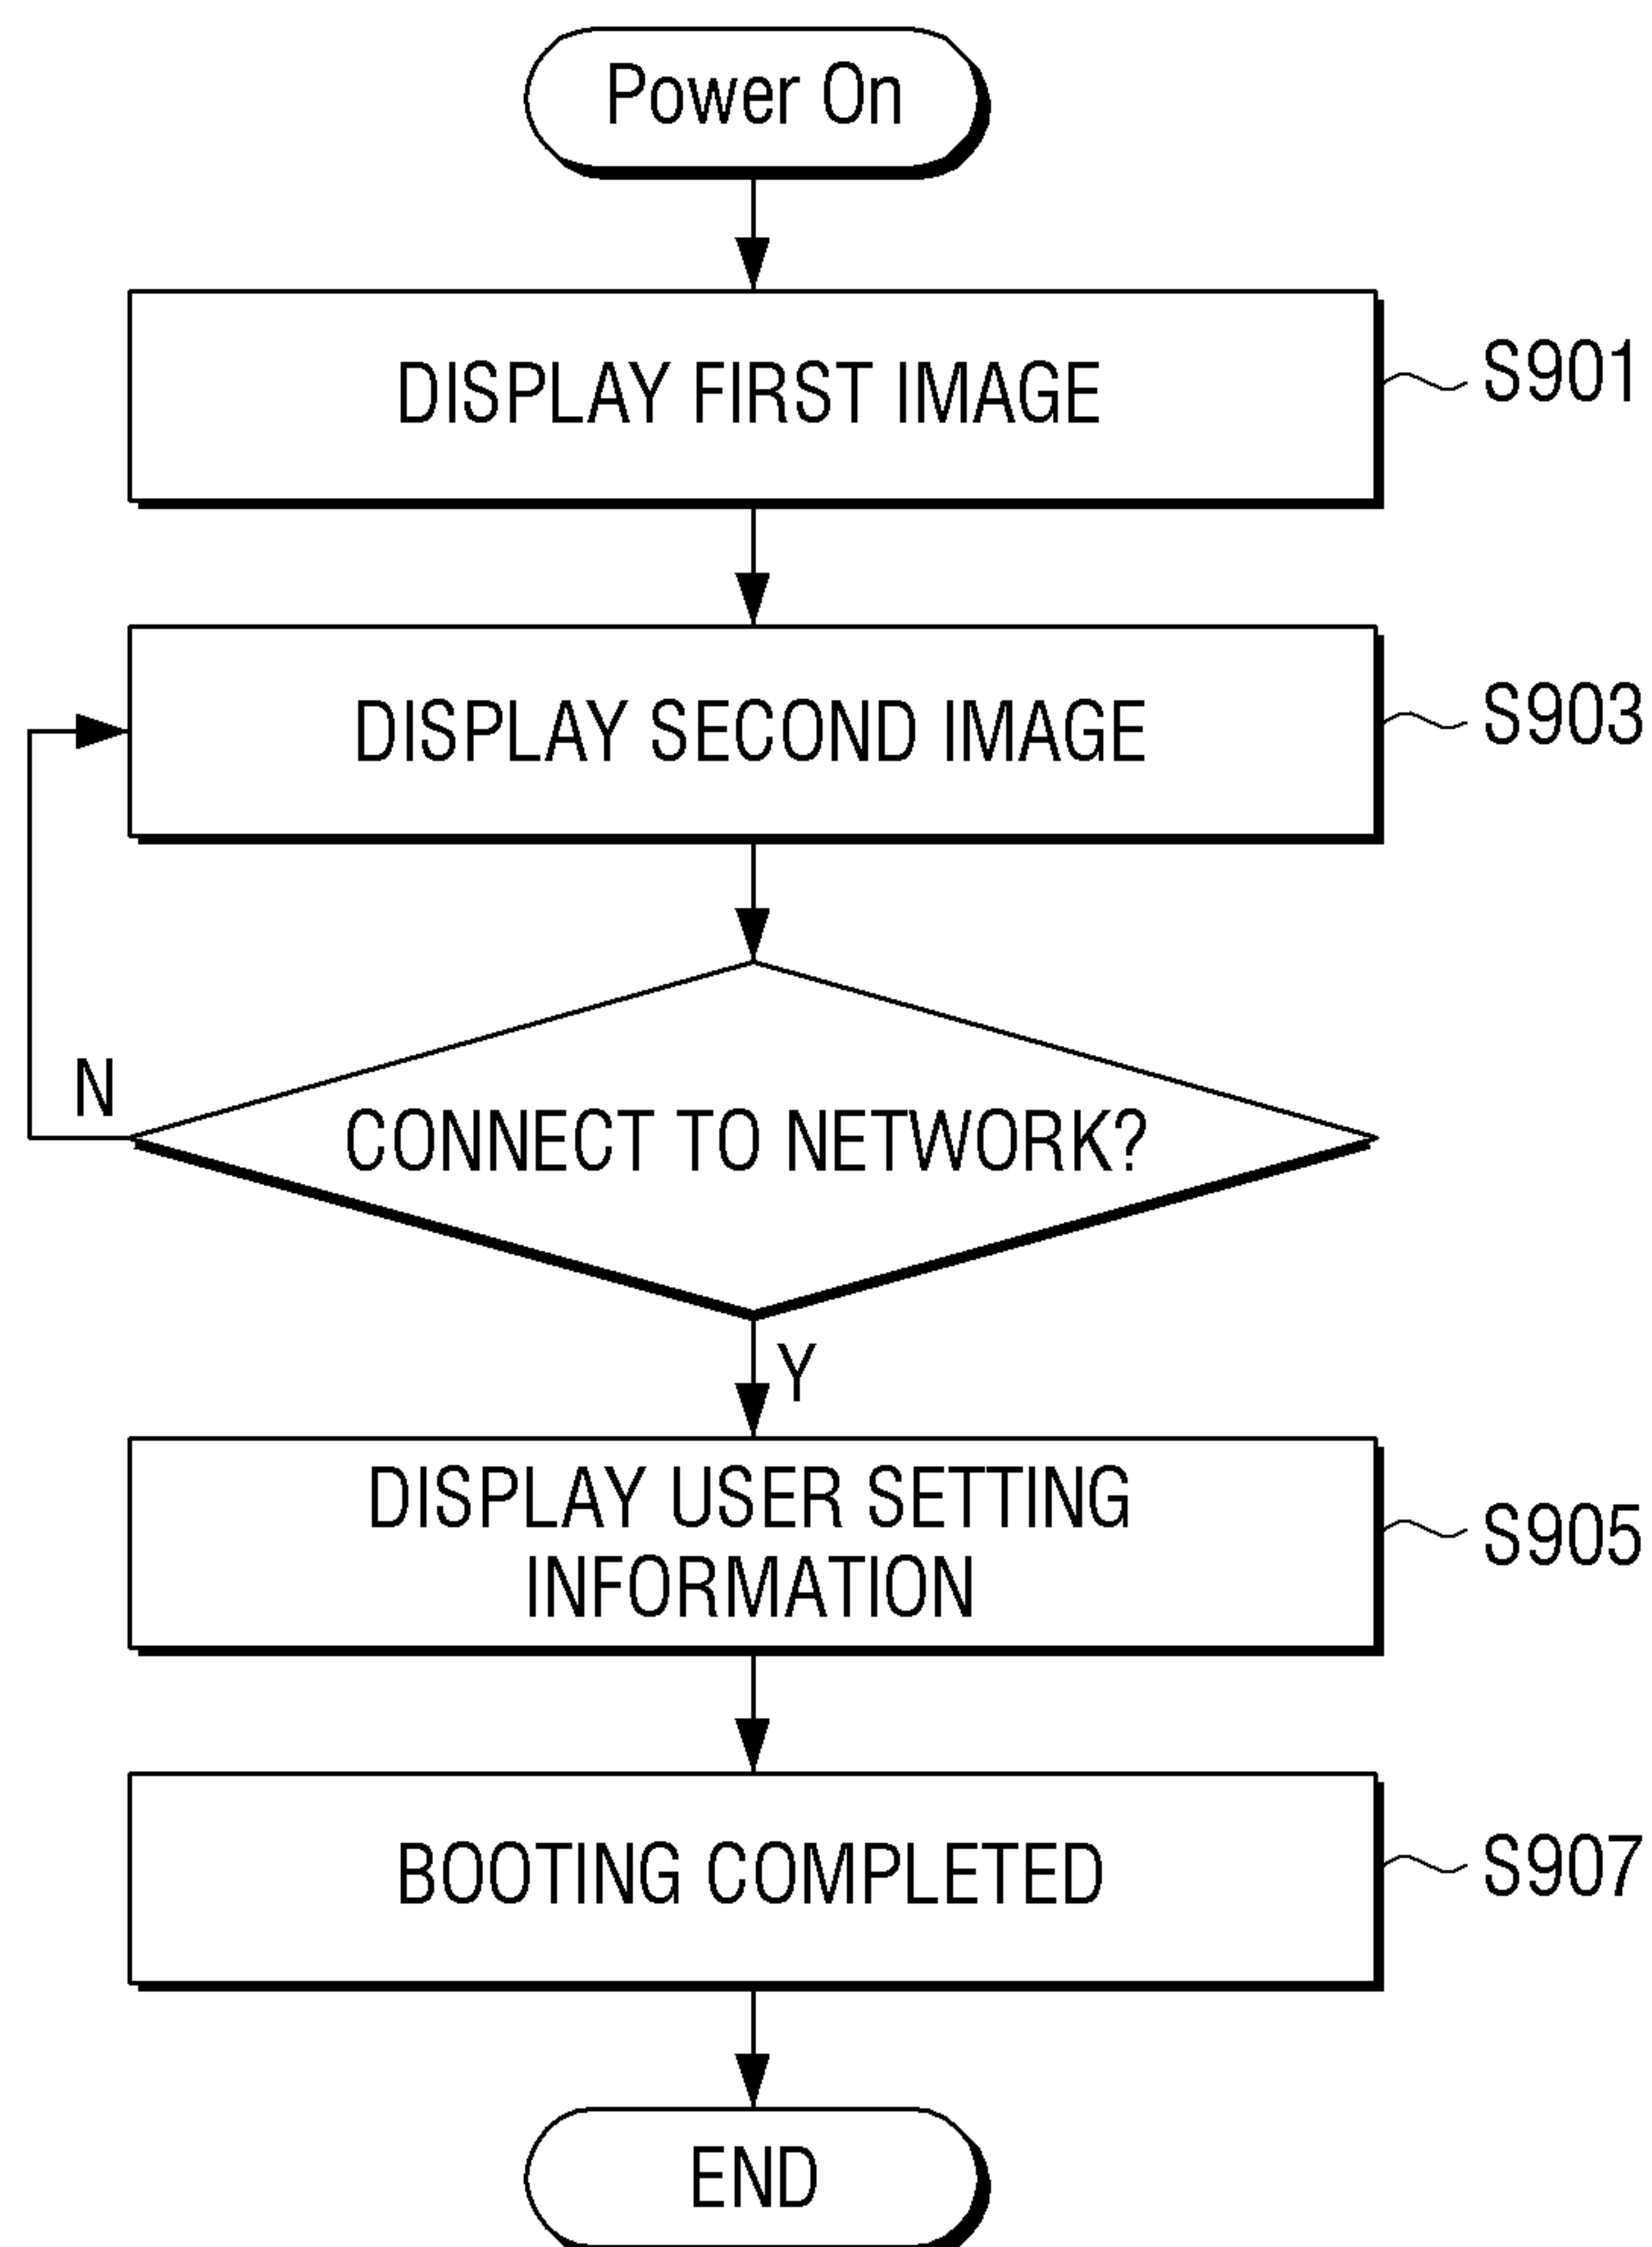 Power On
DISPLAY FIRST IMAGE
S901
DISPLAY SECOND IMAGE
S903
N
CONNECT TO NETWORK?
Y
DISPLAY USER SETTING
INFORMATION
S905
BOOTING COMPLETED
S907
END